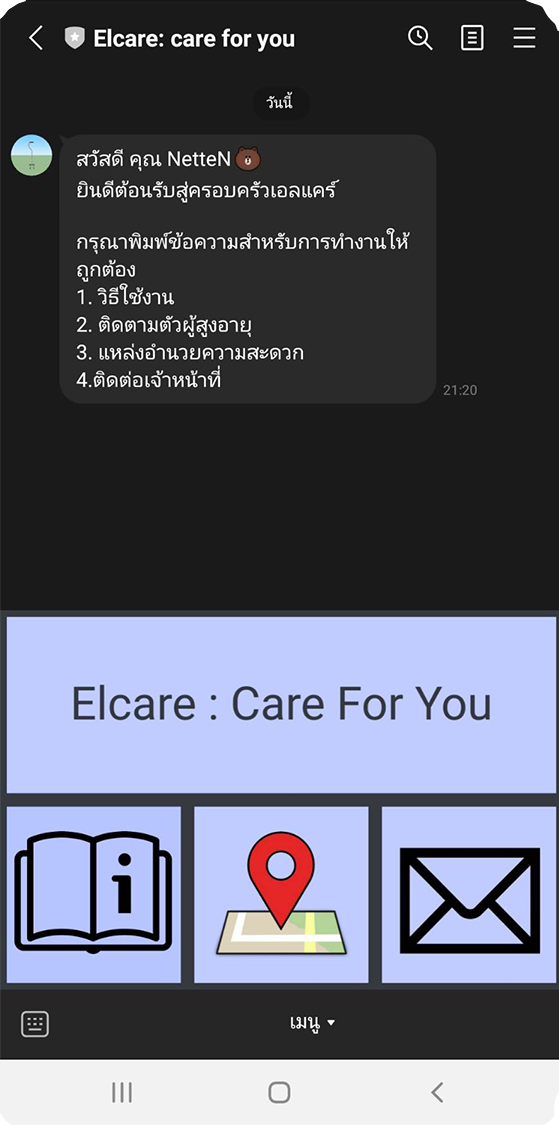 Elcare: care for you
วันนี้
สวัสดี คุณ NetteN
ยินดีต้อนรับสู่ครอบครัวเอลแคร์
กรุณาพิมพ์ข้อความสำหรับการทำงานให้
ถูกต้อง
1. วิธีใช้งาน
2. ติดตามตัวผู้สูงอายุ
3. แหล่งอำนวยความสะดวก
4.ติดต่อเจ้าหน้าที่
21:20
Elcare : Care For You
เมนู